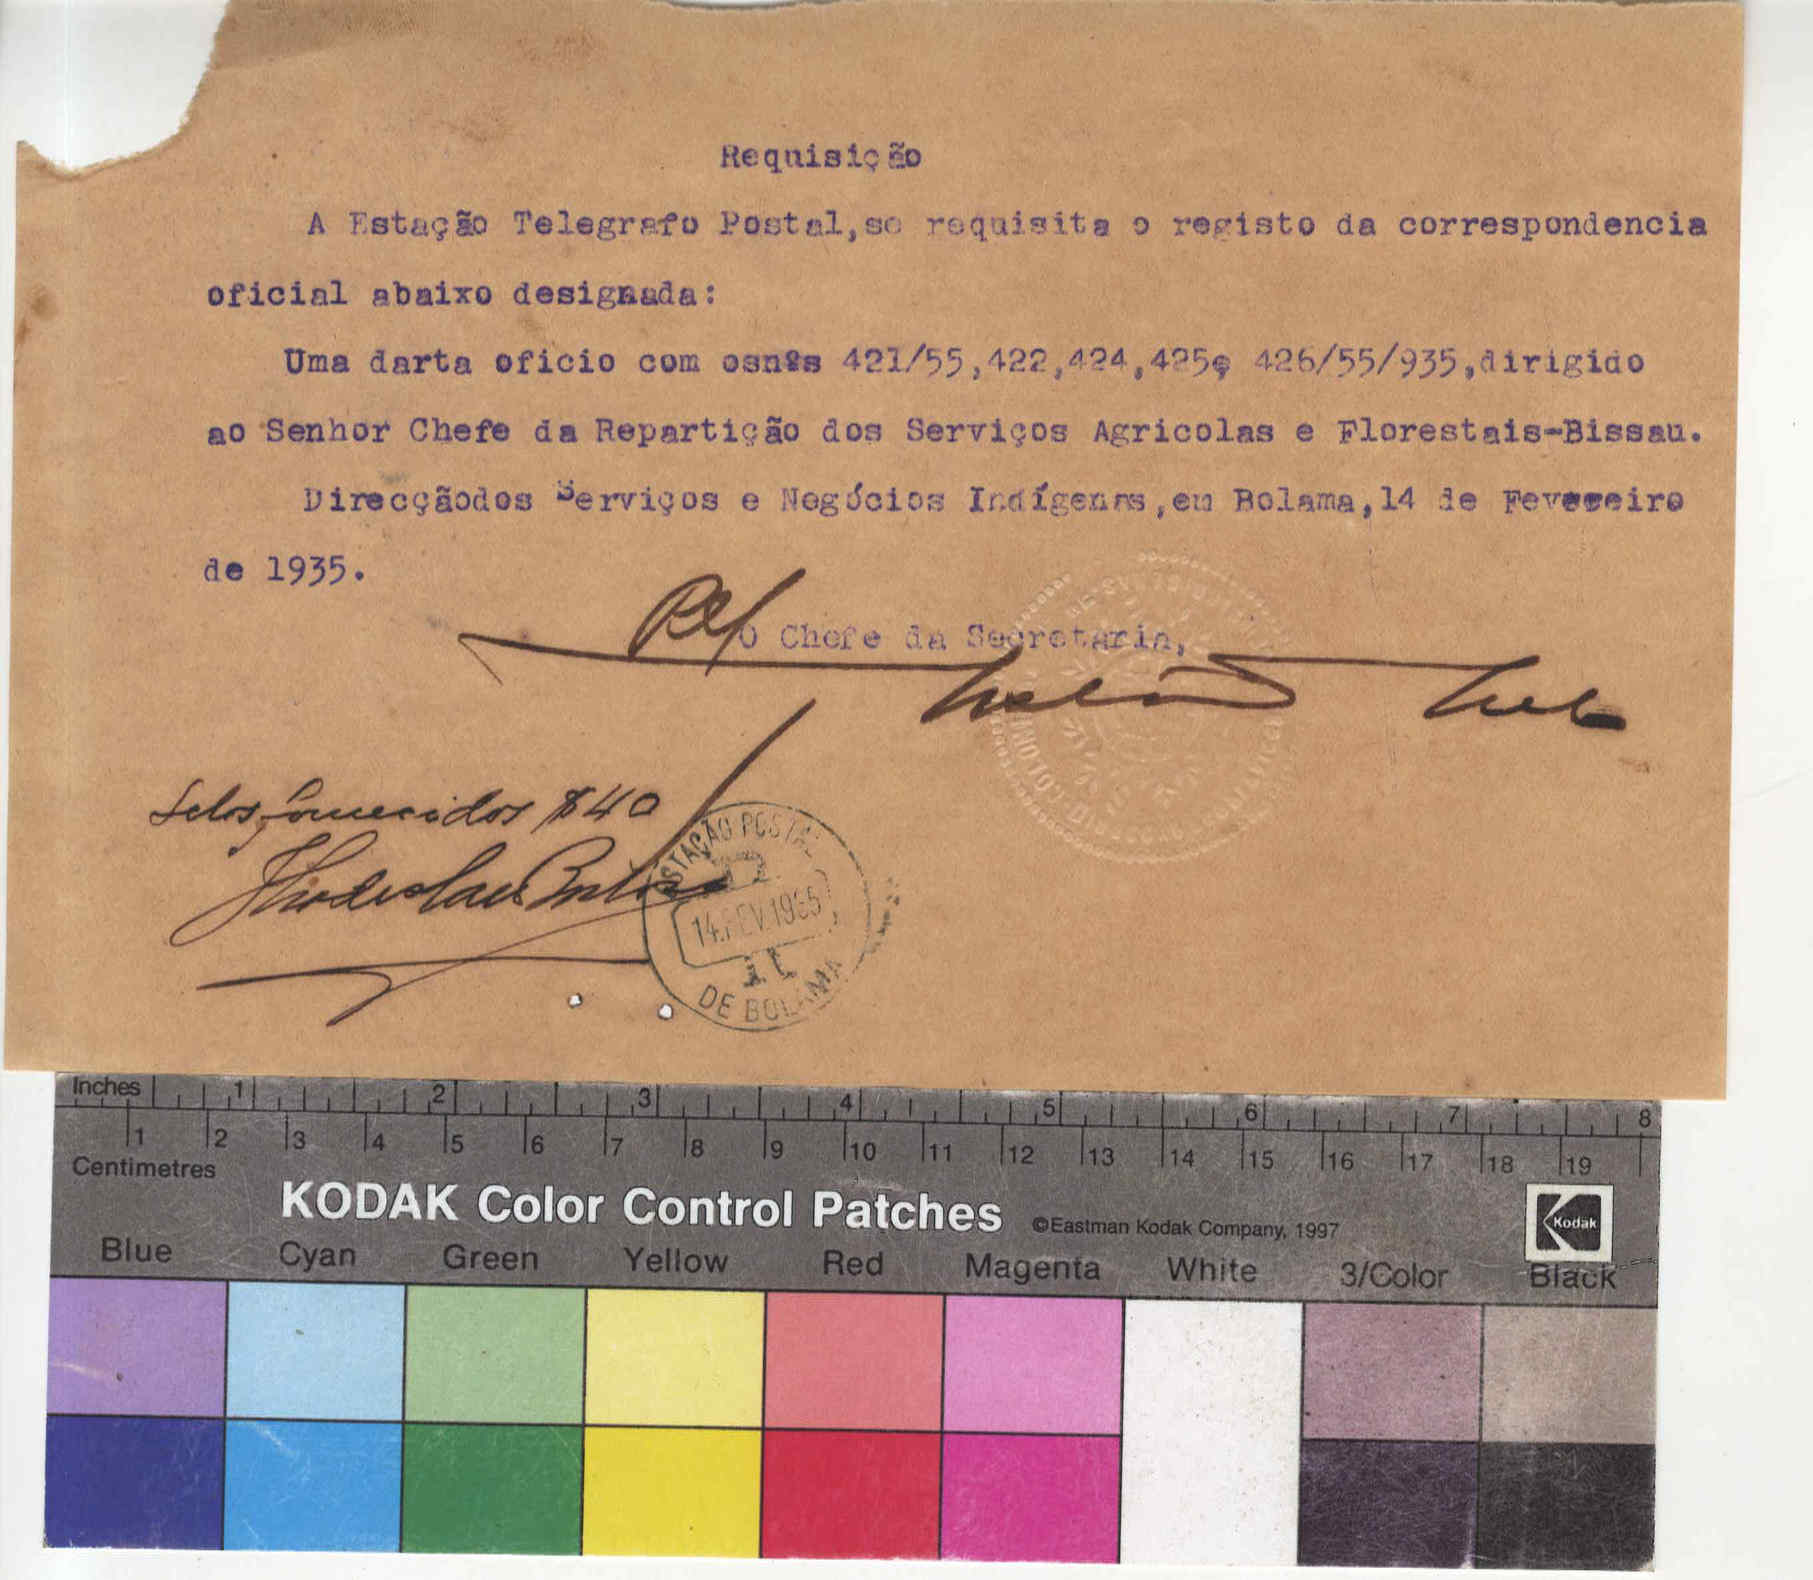 Requisição
A Estação Telegrafo Postal,se requisita o registo da correspondencia
oficial abaixo designada:
Uma darta oficio com osnºs 421/55,422,424,425e 426/55/935,dirigido
ao Senhor Chefe da Repartição dos Serviços Agricolas e Florestais-Bissau.
Direcçãodos Serviços e Negócios Indígenas,em Bolama,14 de Fevereiro
de 1935.
Pel/O Chefe da Secretaria,
Selos fornecidos $40
ESTAÇÃO POSTAL
14.FEV.1935
DE BOLAMA
Inches 1 2 3 4 5 6 7 8
1 2 3 4 5 6 7 8 9 10 11 12 13 14 15 16 17 18 19
Centimetres
KODAK Color Control Patches ©Eastman Kodak Company, 1997 Kodak
Blue Cyan Green Yellow Red Magenta White 3/Color Black